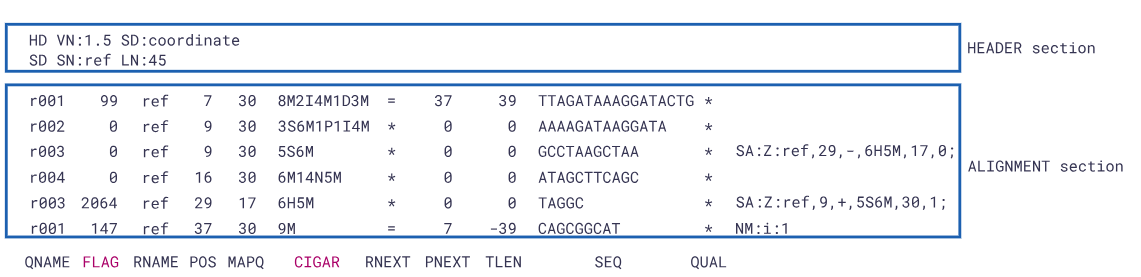 HD VN:1.5 SD:coordinate
SD SN:ref LN:45
HEADER section
r001 99 ref 7 30 8M2I4M1D3M = 37 39 TTAGATAAAGGATACTG *
r002 0 ref 9 30 3S6M1P1I4M * 0 0 AAAAGATAAGGATA *
r003 0 ref 9 30 5S6M * 0 0 GCCTAAGCTAA * SA:Z:ref,29,-,6H5M,17,0;
r004 0 ref 16 30 6M14N5M * 0 0 ATAGCTTCAGC *
r003 2064 ref 29 17 6H5M * 0 0 TAGGC * SA:Z:ref,9,+,5S6M,30,1;
r001 147 ref 37 30 9M = 7 -39 CAGCGGCAT * NM:i:1
ALIGNMENT section
QNAME FLAG RNAME POS MAPQ CIGAR RNEXT PNEXT TLEN SEQ QUAL